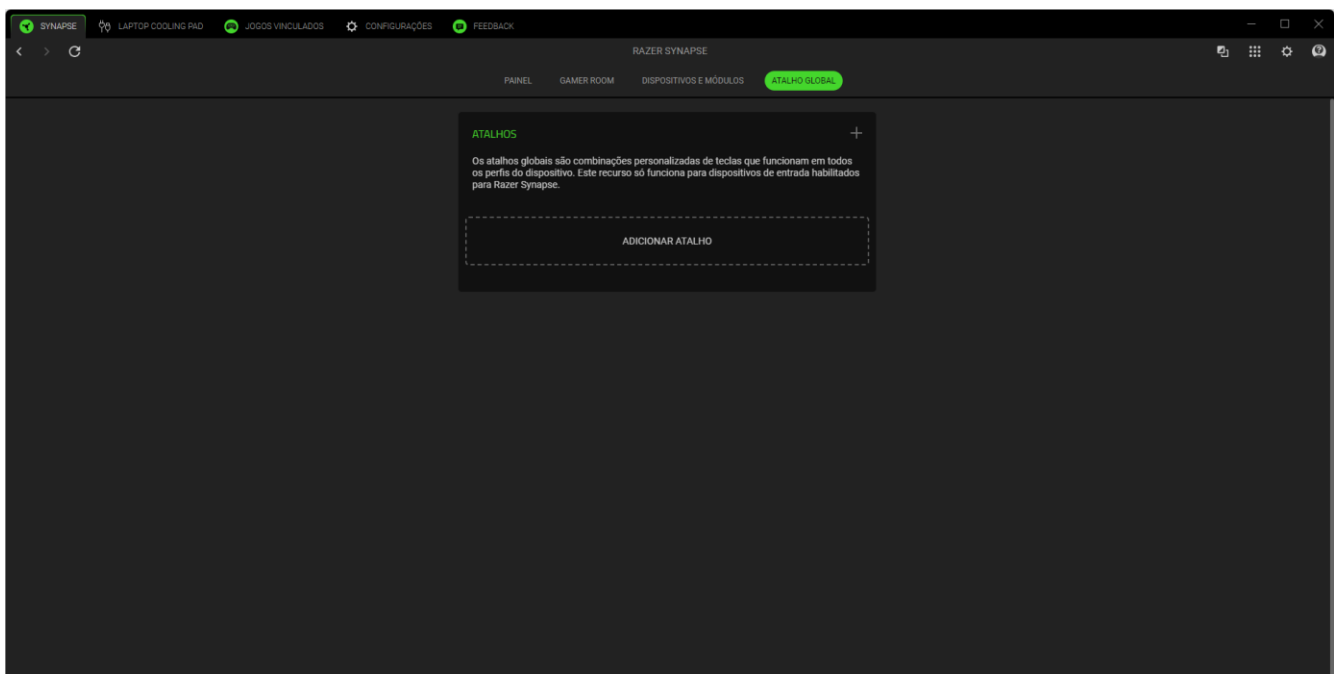 SYNAPSE
LAPTOP COOLING PAD
JOGOS VINCULADOS
CONFIGURAÇÕES
FEEDBACK
RAZER SYNAPSE
PAINEL
GAMER ROOM
DISPOSITIVOS E MÓDULOS
ATALHO GLOBAL
ATALHOS
Os atalhos globais são combinações personalizadas de teclas que funcionam em todos
os perfis do dispositivo. Este recurso só funciona para dispositivos de entrada habilitados
para Razer Synapse.
ADICIONAR ATALHO